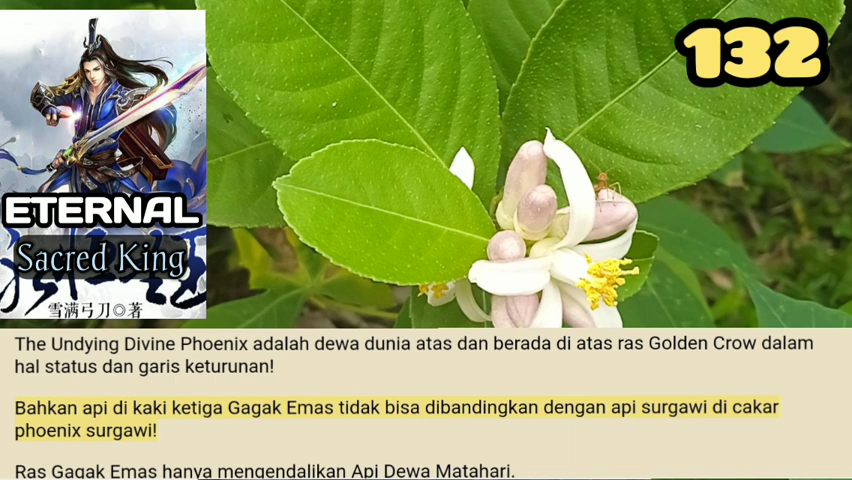 132
ETERNAL
Sacred King
雪满弓刀◎著
The Undying Divine Phoenix adalah dewa dunia atas dan berada di atas ras Golden Crow dalam
hal status dan garis keturunan!
Bahkan api di kaki ketiga Gagak Emas tidak bisa dibandingkan dengan api surgawi di cakar
phoenix surgawi!
Ras Gagak Emas hanya mengendalikan Api Dewa Matahari.